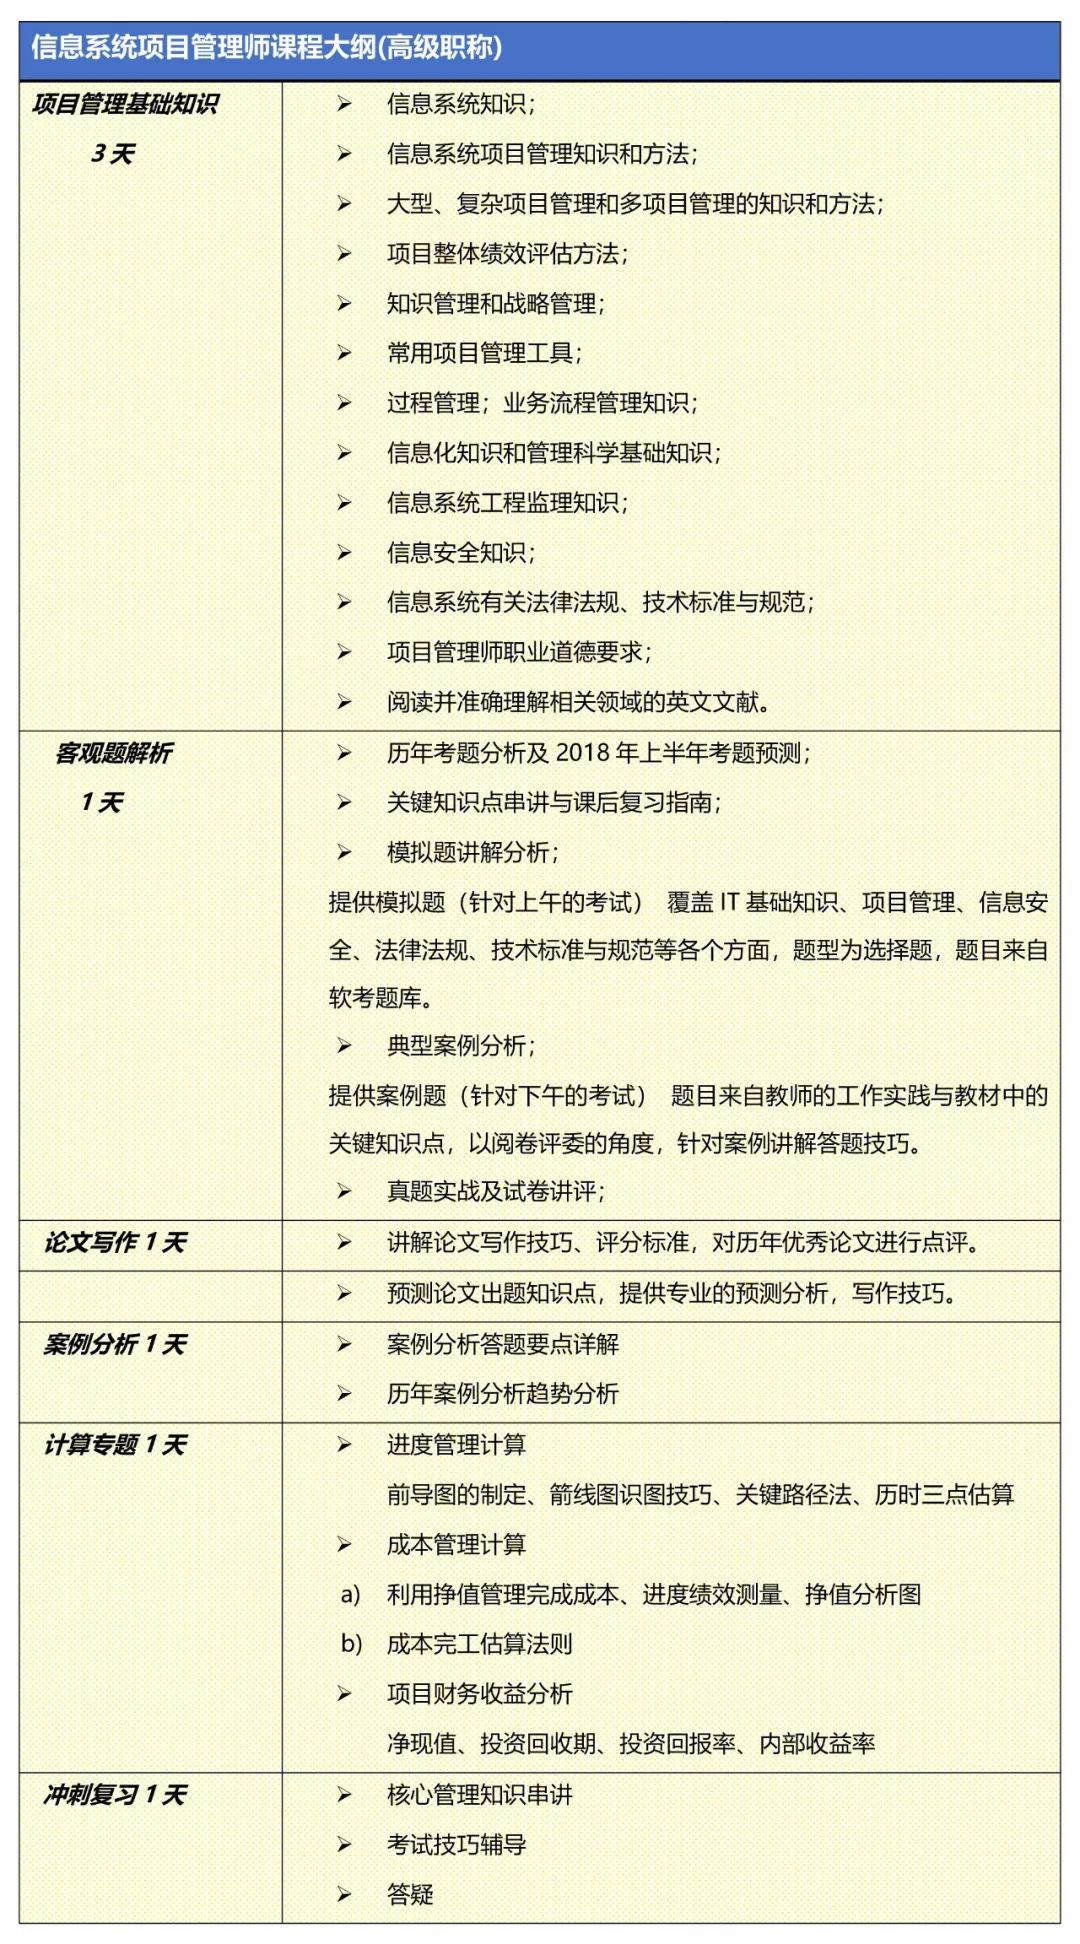 信息系统项目管理师课程大纲(高级职称)
项目管理基础知识
3 天
➢ 信息系统知识；
➢ 信息系统项目管理知识和方法；
➢ 大型、复杂项目管理和多项目管理的知识和方法；
➢ 项目整体绩效评估方法；
➢ 知识管理和战略管理；
➢ 常用项目管理工具；
➢ 过程管理；业务流程管理知识；
➢ 信息化知识和管理科学基础知识；
➢ 信息系统工程监理知识；
➢ 信息安全知识；
➢ 信息系统有关法律法规、技术标准与规范；
➢ 项目管理师职业道德要求；
➢ 阅读并准确理解相关领域的英文文献。
客观题解析
1 天
➢ 历年考题分析及 2018 年上半年考题预测；
➢ 关键知识点串讲与课后复习指南；
➢ 模拟题讲解分析；
提供模拟题（针对上午的考试） 覆盖 IT 基础知识、项目管理、信息安
全、法律法规、技术标准与规范等各个方面，题型为选择题，题目来自
软考题库。
➢ 典型案例分析；
提供案例题（针对下午的考试） 题目来自教师的工作实践与教材中的
关键知识点，以阅卷评委的角度，针对案例讲解答题技巧。
➢ 真题实战及试卷讲评；
论文写作 1 天
➢ 讲解论文写作技巧、评分标准，对历年优秀论文进行点评。
➢ 预测论文出题知识点，提供专业的预测分析，写作技巧。
案例分析 1 天
➢ 案例分析答题要点详解
➢ 历年案例分析趋势分析
计算专题 1 天
➢ 进度管理计算
前导图的制定、箭线图识图技巧、关键路径法、历时三点估算
➢ 成本管理计算
a) 利用挣值管理完成成本、进度绩效测量、挣值分析图
b) 成本完工估算法则
➢ 项目财务收益分析
净现值、投资回收期、投资回报率、内部收益率
冲刺复习 1 天
➢ 核心管理知识串讲
➢ 考试技巧辅导
➢ 答疑